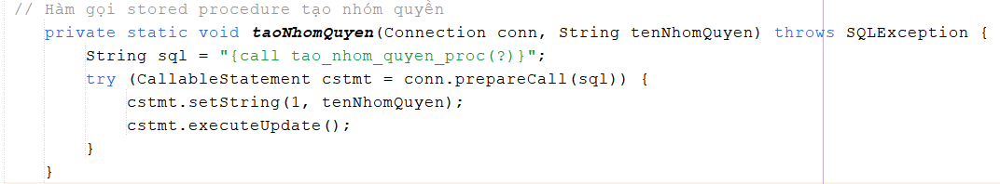 // Hàm gọi stored procedure tạo nhóm quyền
private static void taoNhomQuyen(Connection conn, String tenNhomQuyen) throws SQLException {
String sql = "{call tao_nhom_quyen_proc(?)}";
try (CallableStatement cstmt = conn.prepareCall(sql)) {
cstmt.setString(1, tenNhomQuyen);
cstmt.executeUpdate();
}
}